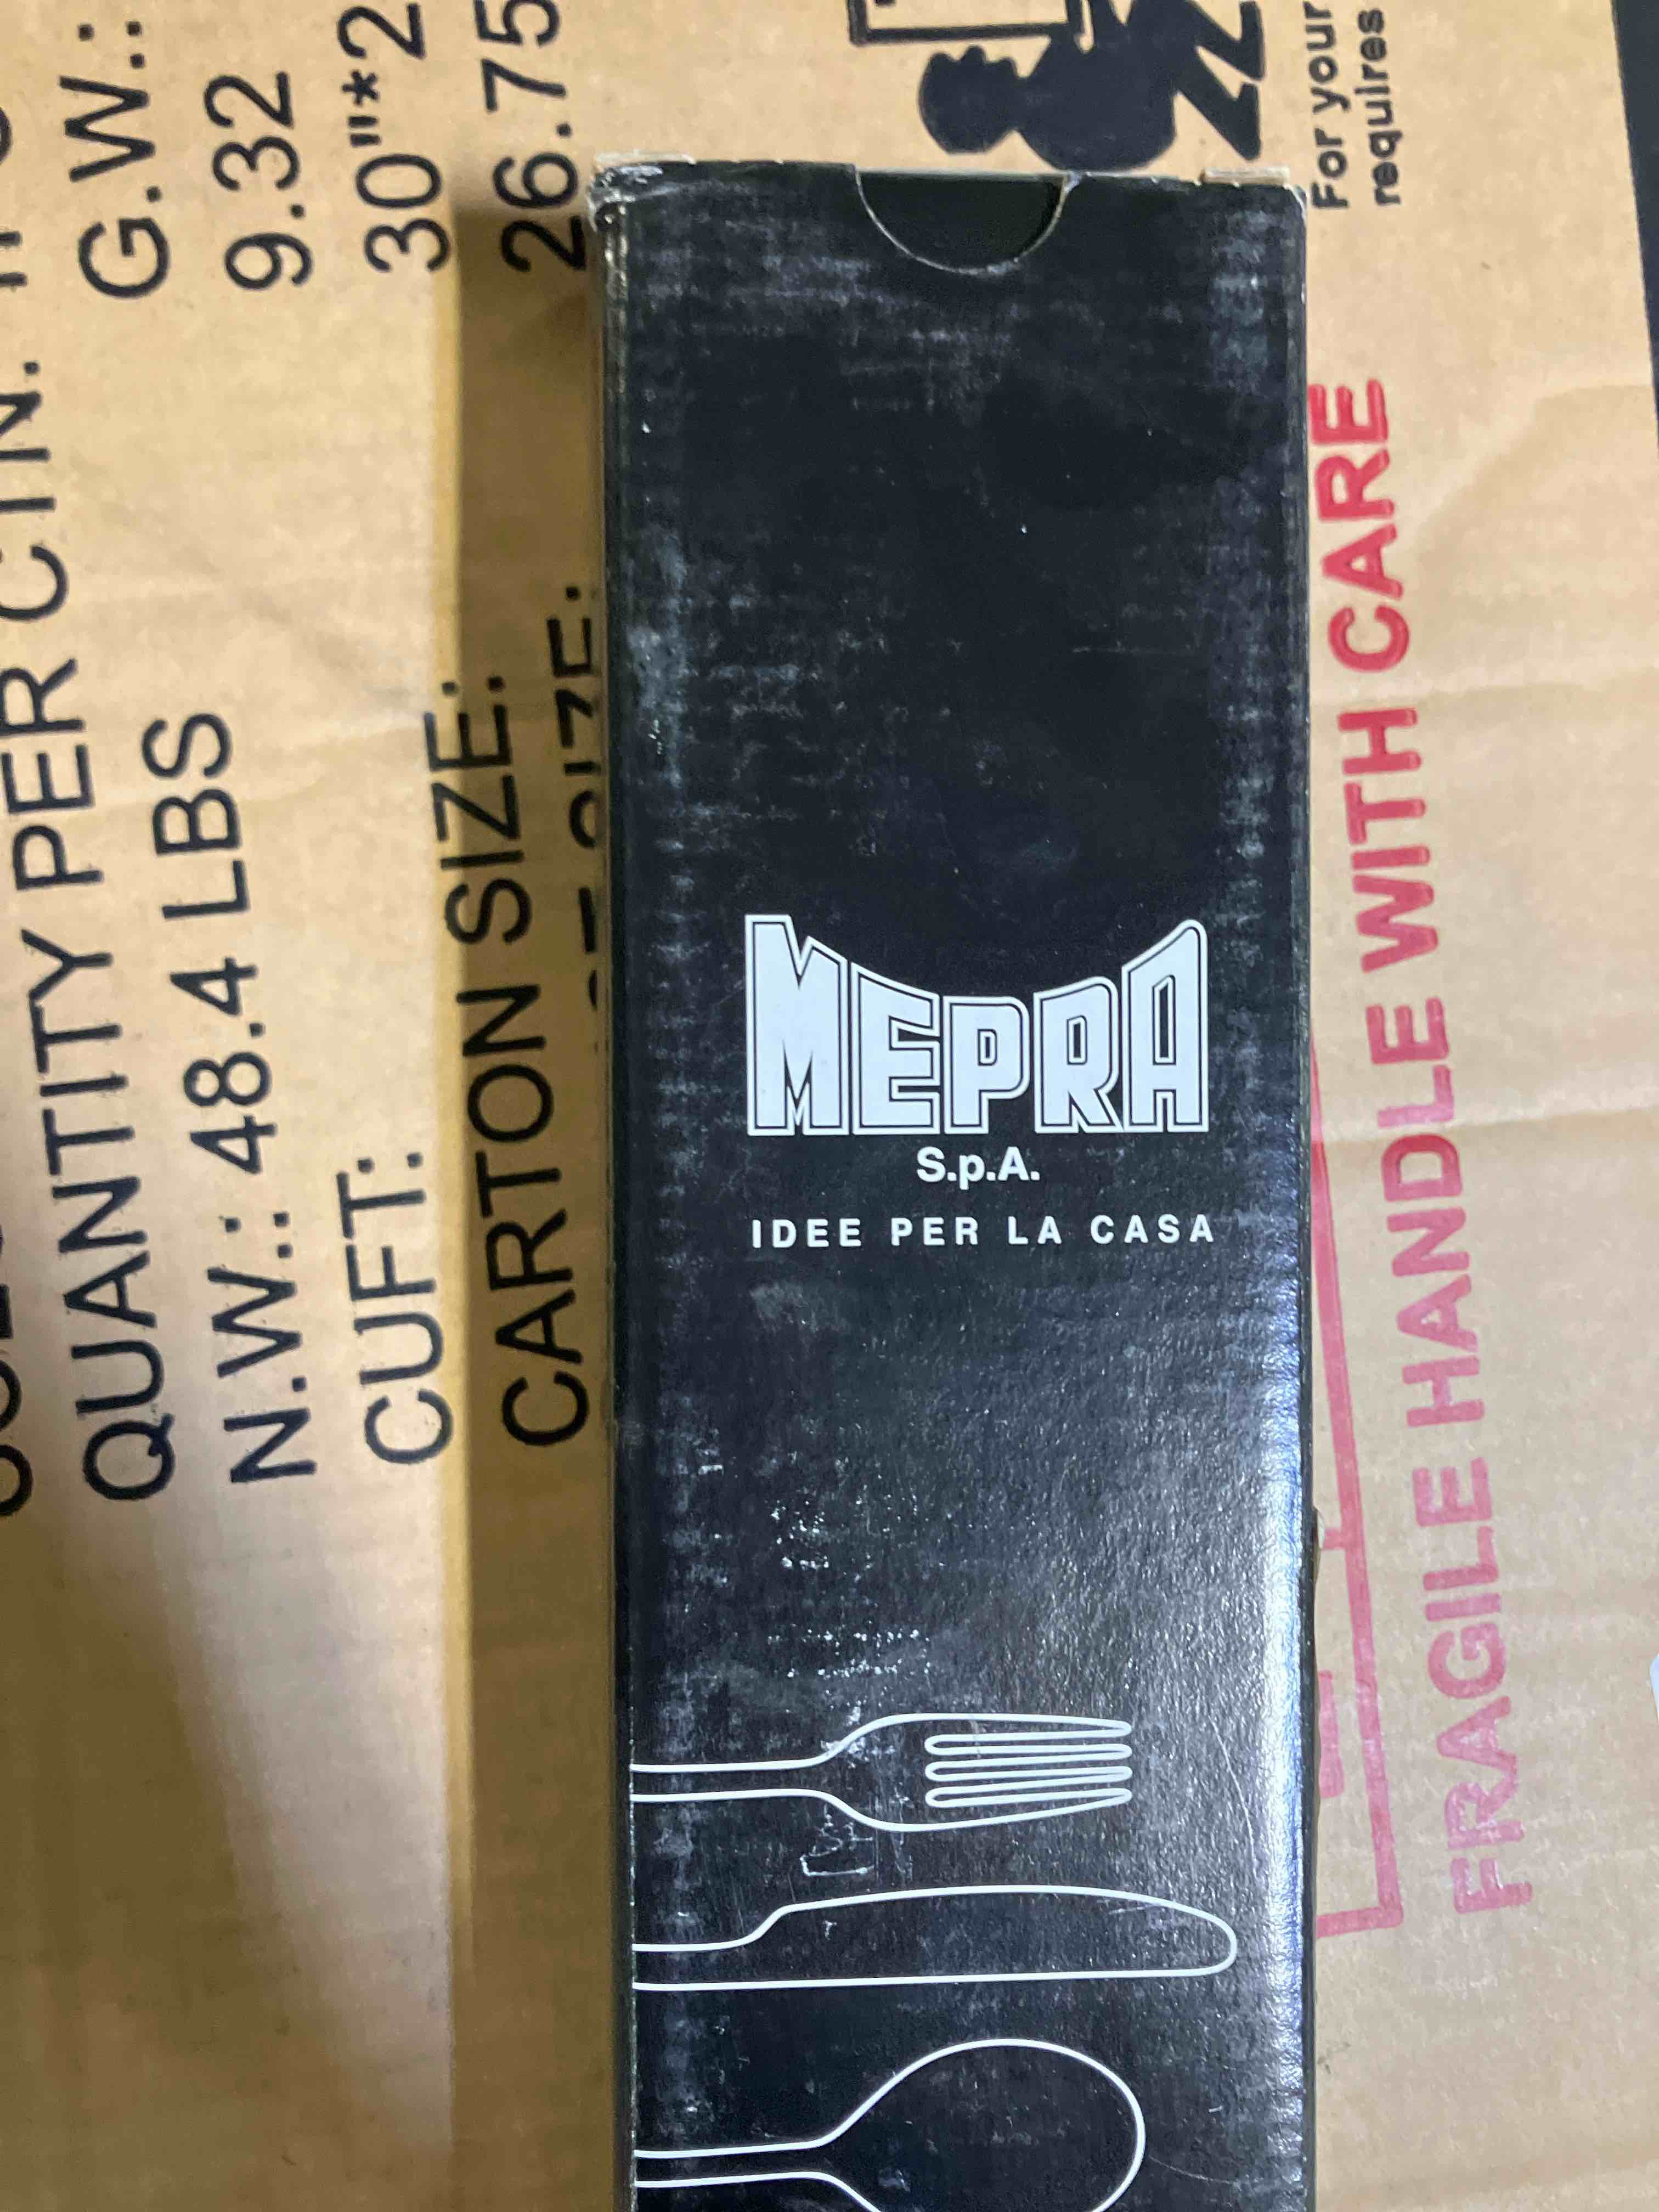 MEPRA
S.p.A.
IDEE PER LA CASA
QUANTITY PER CTN.
N.W.: 48.4 LBS
G.W.:
CUFT:
9.32
CARTON SIZE:
30"*2
26.75
FRAGILE HANDLE WITH CARE
For your
requires